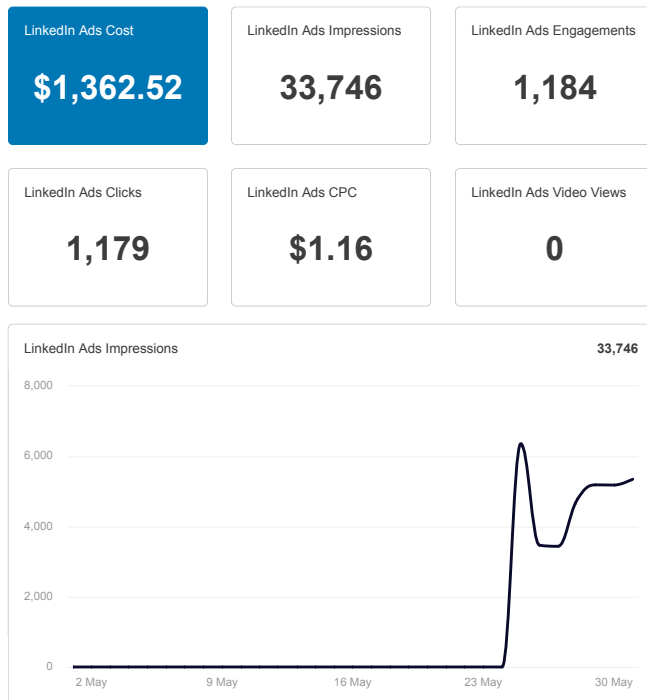 LinkedIn Ads Cost
$1,362.52
LinkedIn Ads Impressions
33,746
LinkedIn Ads Engagements
1,184
LinkedIn Ads Clicks
1,179
LinkedIn Ads CPC
$1.16
LinkedIn Ads Video Views
0
LinkedIn Ads Impressions
33,746
8,000
6,000
4,000
2,000
0
2 May
9 May
16 May
23 May
30 May